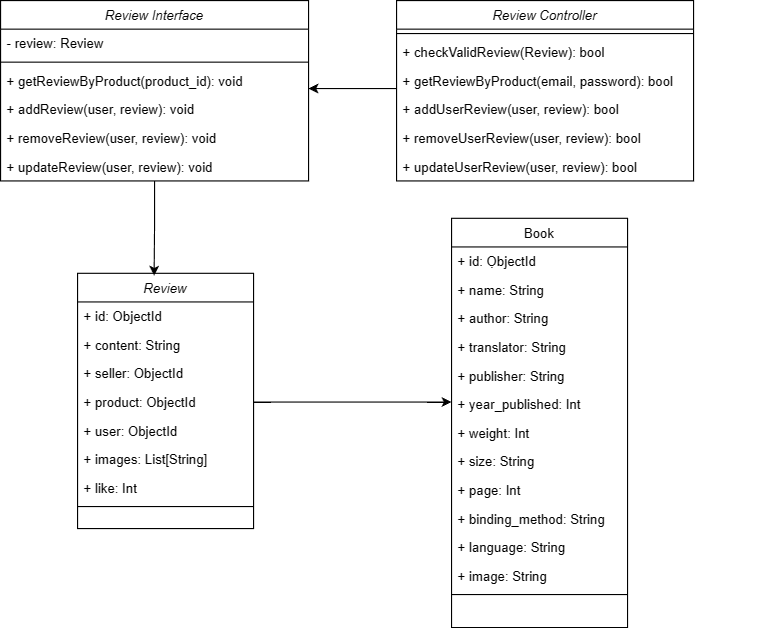 Review Interface
- review: Review
+ getReviewByProduct(product_id): void
+ addReview(user, review): void
+ removeReview(user, review): void
+ updateReview(user, review): void
Review Controller
+ checkValidReview(Review): bool
+ getReviewByProduct(email, password): bool
+ addUserReview(user, review): bool
+ removeUserReview(user, review): bool
+ updateUserReview(user, review): bool
Review
+ id: ObjectId
+ content: String
+ seller: ObjectId
+ product: ObjectId
+ user: ObjectId
+ images: List[String]
+ like: Int
Book
+ id: ObjectId
+ name: String
+ author: String
+ translator: String
+ publisher: String
+ year_published: Int
+ weight: Int
+ size: String
+ page: Int
+ binding_method: String
+ language: String
+ image: String